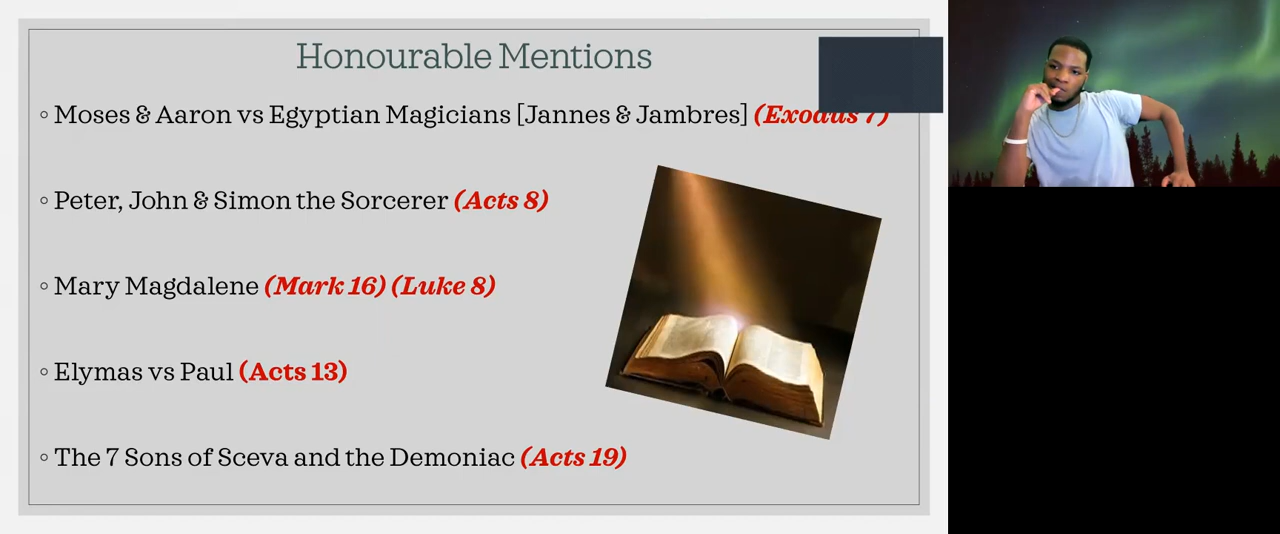 Honourable Mentions
◦ Moses & Aaron vs Egyptian Magicians [Jannes & Jambres] (Exodus 7)
◦ Peter, John & Simon the Sorcerer (Acts 8)
◦ Mary Magdalene (Mark 16) (Luke 8)
◦ Elymas vs Paul (Acts 13)
◦ The 7 Sons of Sceva and the Demoniac (Acts 19)